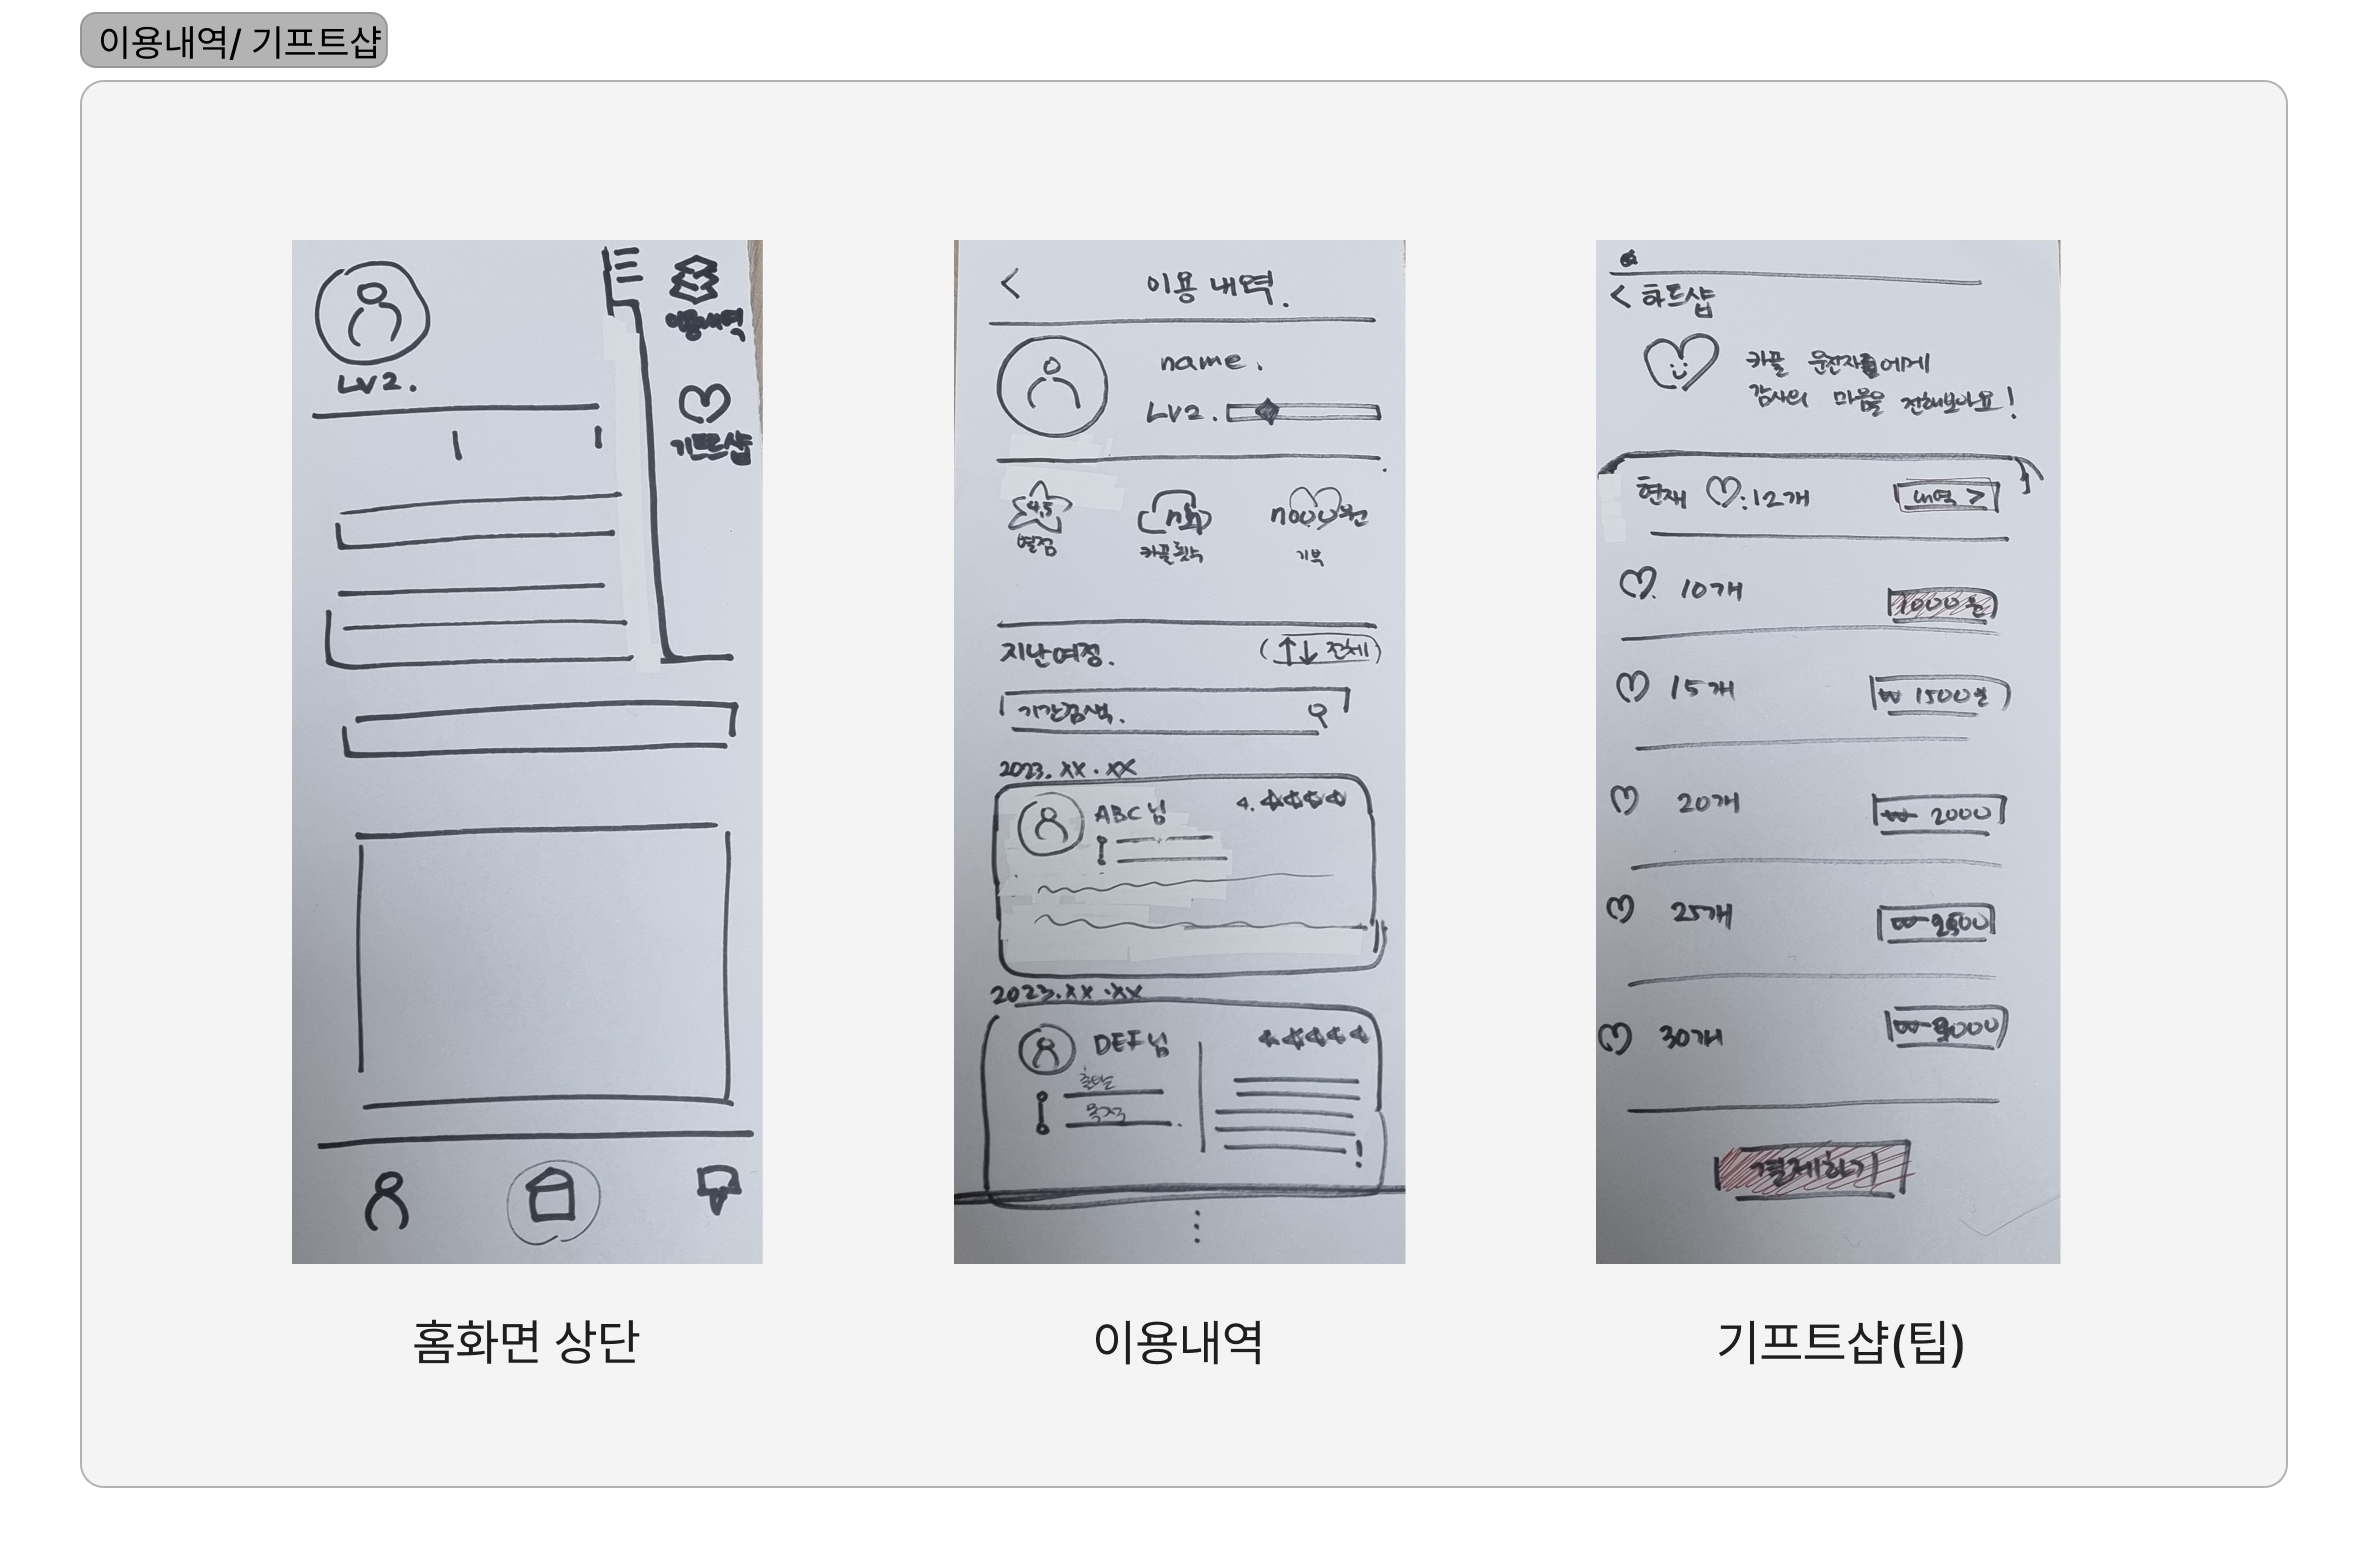 이용내역/ 기프트샵
LV2.
이용내역
기프트샵
홈화면 상단
< 이용 내역.
name.
LV2.
4.5
평점
n번
카풀횟수
n000원
기부
지난여정.
↑↓ 전체
기간검색.
2023.XX.XX
ABC님
4.
2023.XX.XX
DEF님
출발
목적
!
이용내역
< 하트샵
카풀 운전자들에게
감사의 마음을 전해보아요!
현재 ♡:12개
내역 >
♡ 10개
1000원
♡ 15개
₩ 1500원
♡ 20개
₩ 2000
♡ 25개
₩ 2500
♡ 30개
₩ 3000
결제하기
기프트샵(팁)